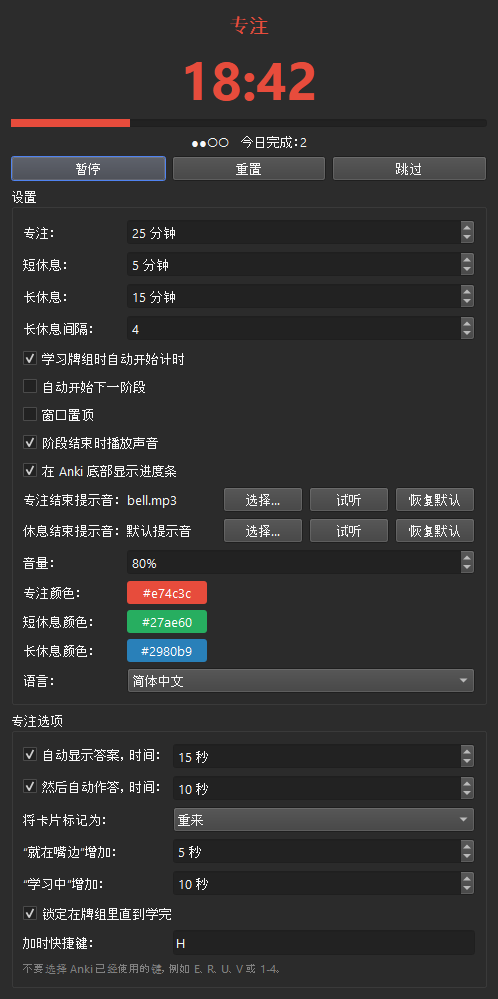 专注
18:42
●●○○ 今日完成:2
暂停 重置 跳过
设置
专注: 25 分钟
短休息: 5 分钟
长休息: 15 分钟
长休息间隔: 4
学习牌组时自动开始计时
自动开始下一阶段
窗口置顶
阶段结束时播放声音
在 Anki 底部显示进度条
专注结束提示音: bell.mp3 选择... 试听 恢复默认
休息结束提示音: 默认提示音 选择... 试听 恢复默认
音量: 80%
专注颜色: #e74c3c
短休息颜色: #27ae60
长休息颜色: #2980b9
语言: 简体中文
专注选项
自动显示答案，时间: 15 秒
然后自动作答，时间: 10 秒
将卡片标记为: 重来
“就在嘴边”增加: 5 秒
“学习中”增加: 10 秒
锁定在牌组里直到学完
加时快捷键: H
不要选择 Anki 已经使用的键，例如 E、R、U、V 或 1-4。